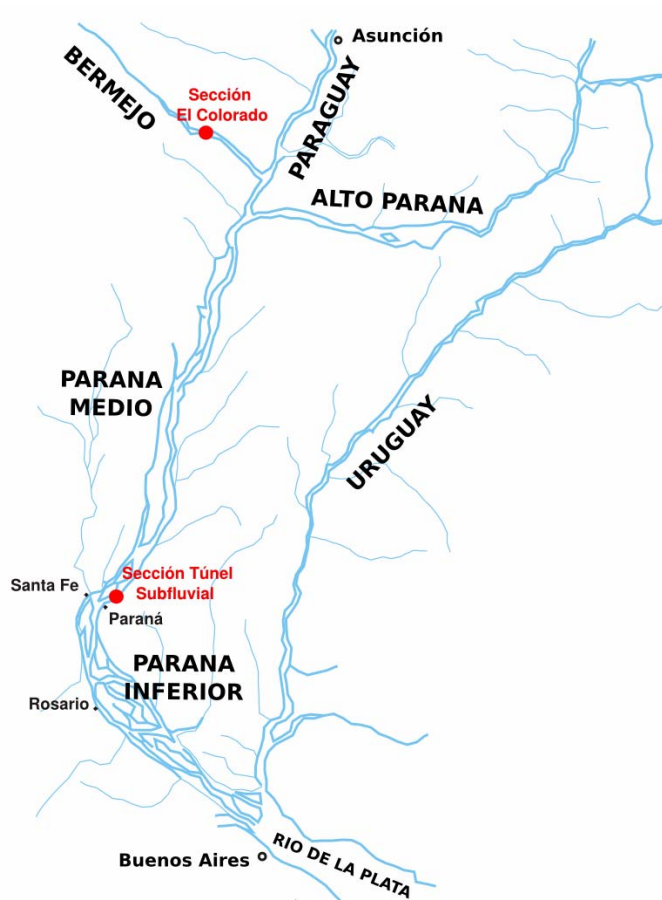 Asunción
BERMEJO
Sección
El Colorado
PARAGUAY
ALTO PARANA
PARANA
MEDIO
URUGUAY
Sección Túnel
Subfluvial
Santa Fe
Paraná
PARANA
INFERIOR
Rosario
RIO DE LA PLATA
Buenos Aires